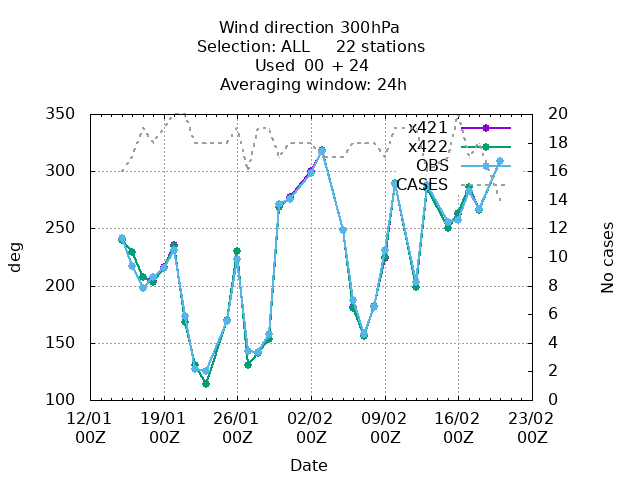 Wind direction 300hPa
Selection: ALL 22 stations
Used 00 + 24
Averaging window: 24h
350
300
250
200
150
100
deg
20
18
16
14
12
10
8
6
4
2
0
No cases
x421
x422
OBS
CASES
12/01 19/01 26/01 02/02 09/02 16/02 23/02
00Z 00Z 00Z 00Z 00Z 00Z 00Z
Date